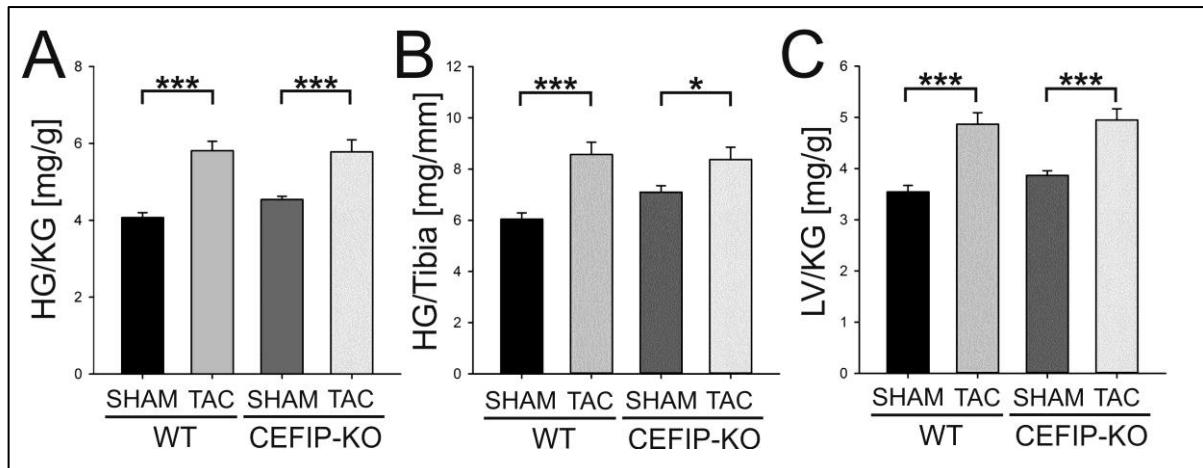 A
HG/KG [mg/g]
8
6
4
2
0
***
***
SHAM TAC SHAM TAC
WT CEFIP-KO
B
HG/Tibia [mg/mm]
12
10
8
6
4
2
0
***
*
SHAM TAC SHAM TAC
WT CEFIP-KO
C
LV/KG [mg/g]
6
5
4
3
2
1
0
***
***
SHAM TAC SHAM TAC
WT CEFIP-KO